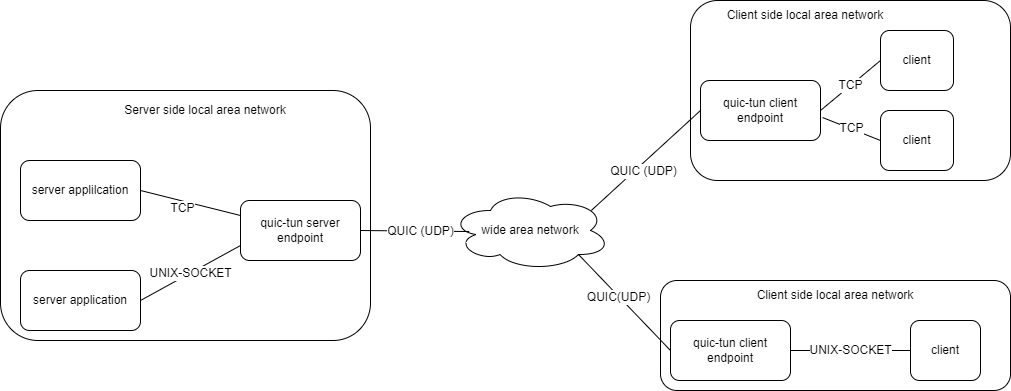 Client side local area network
client
TCP
quic-tun client
endpoint
TCP
client
Server side local area network
QUIC (UDP)
server applilcation
TCP
quic-tun server
endpoint
QUIC (UDP)
wide area network
UNIX-SOCKET
server application
QUIC(UDP)
Client side local area network
quic-tun client
endpoint
UNIX-SOCKET
client